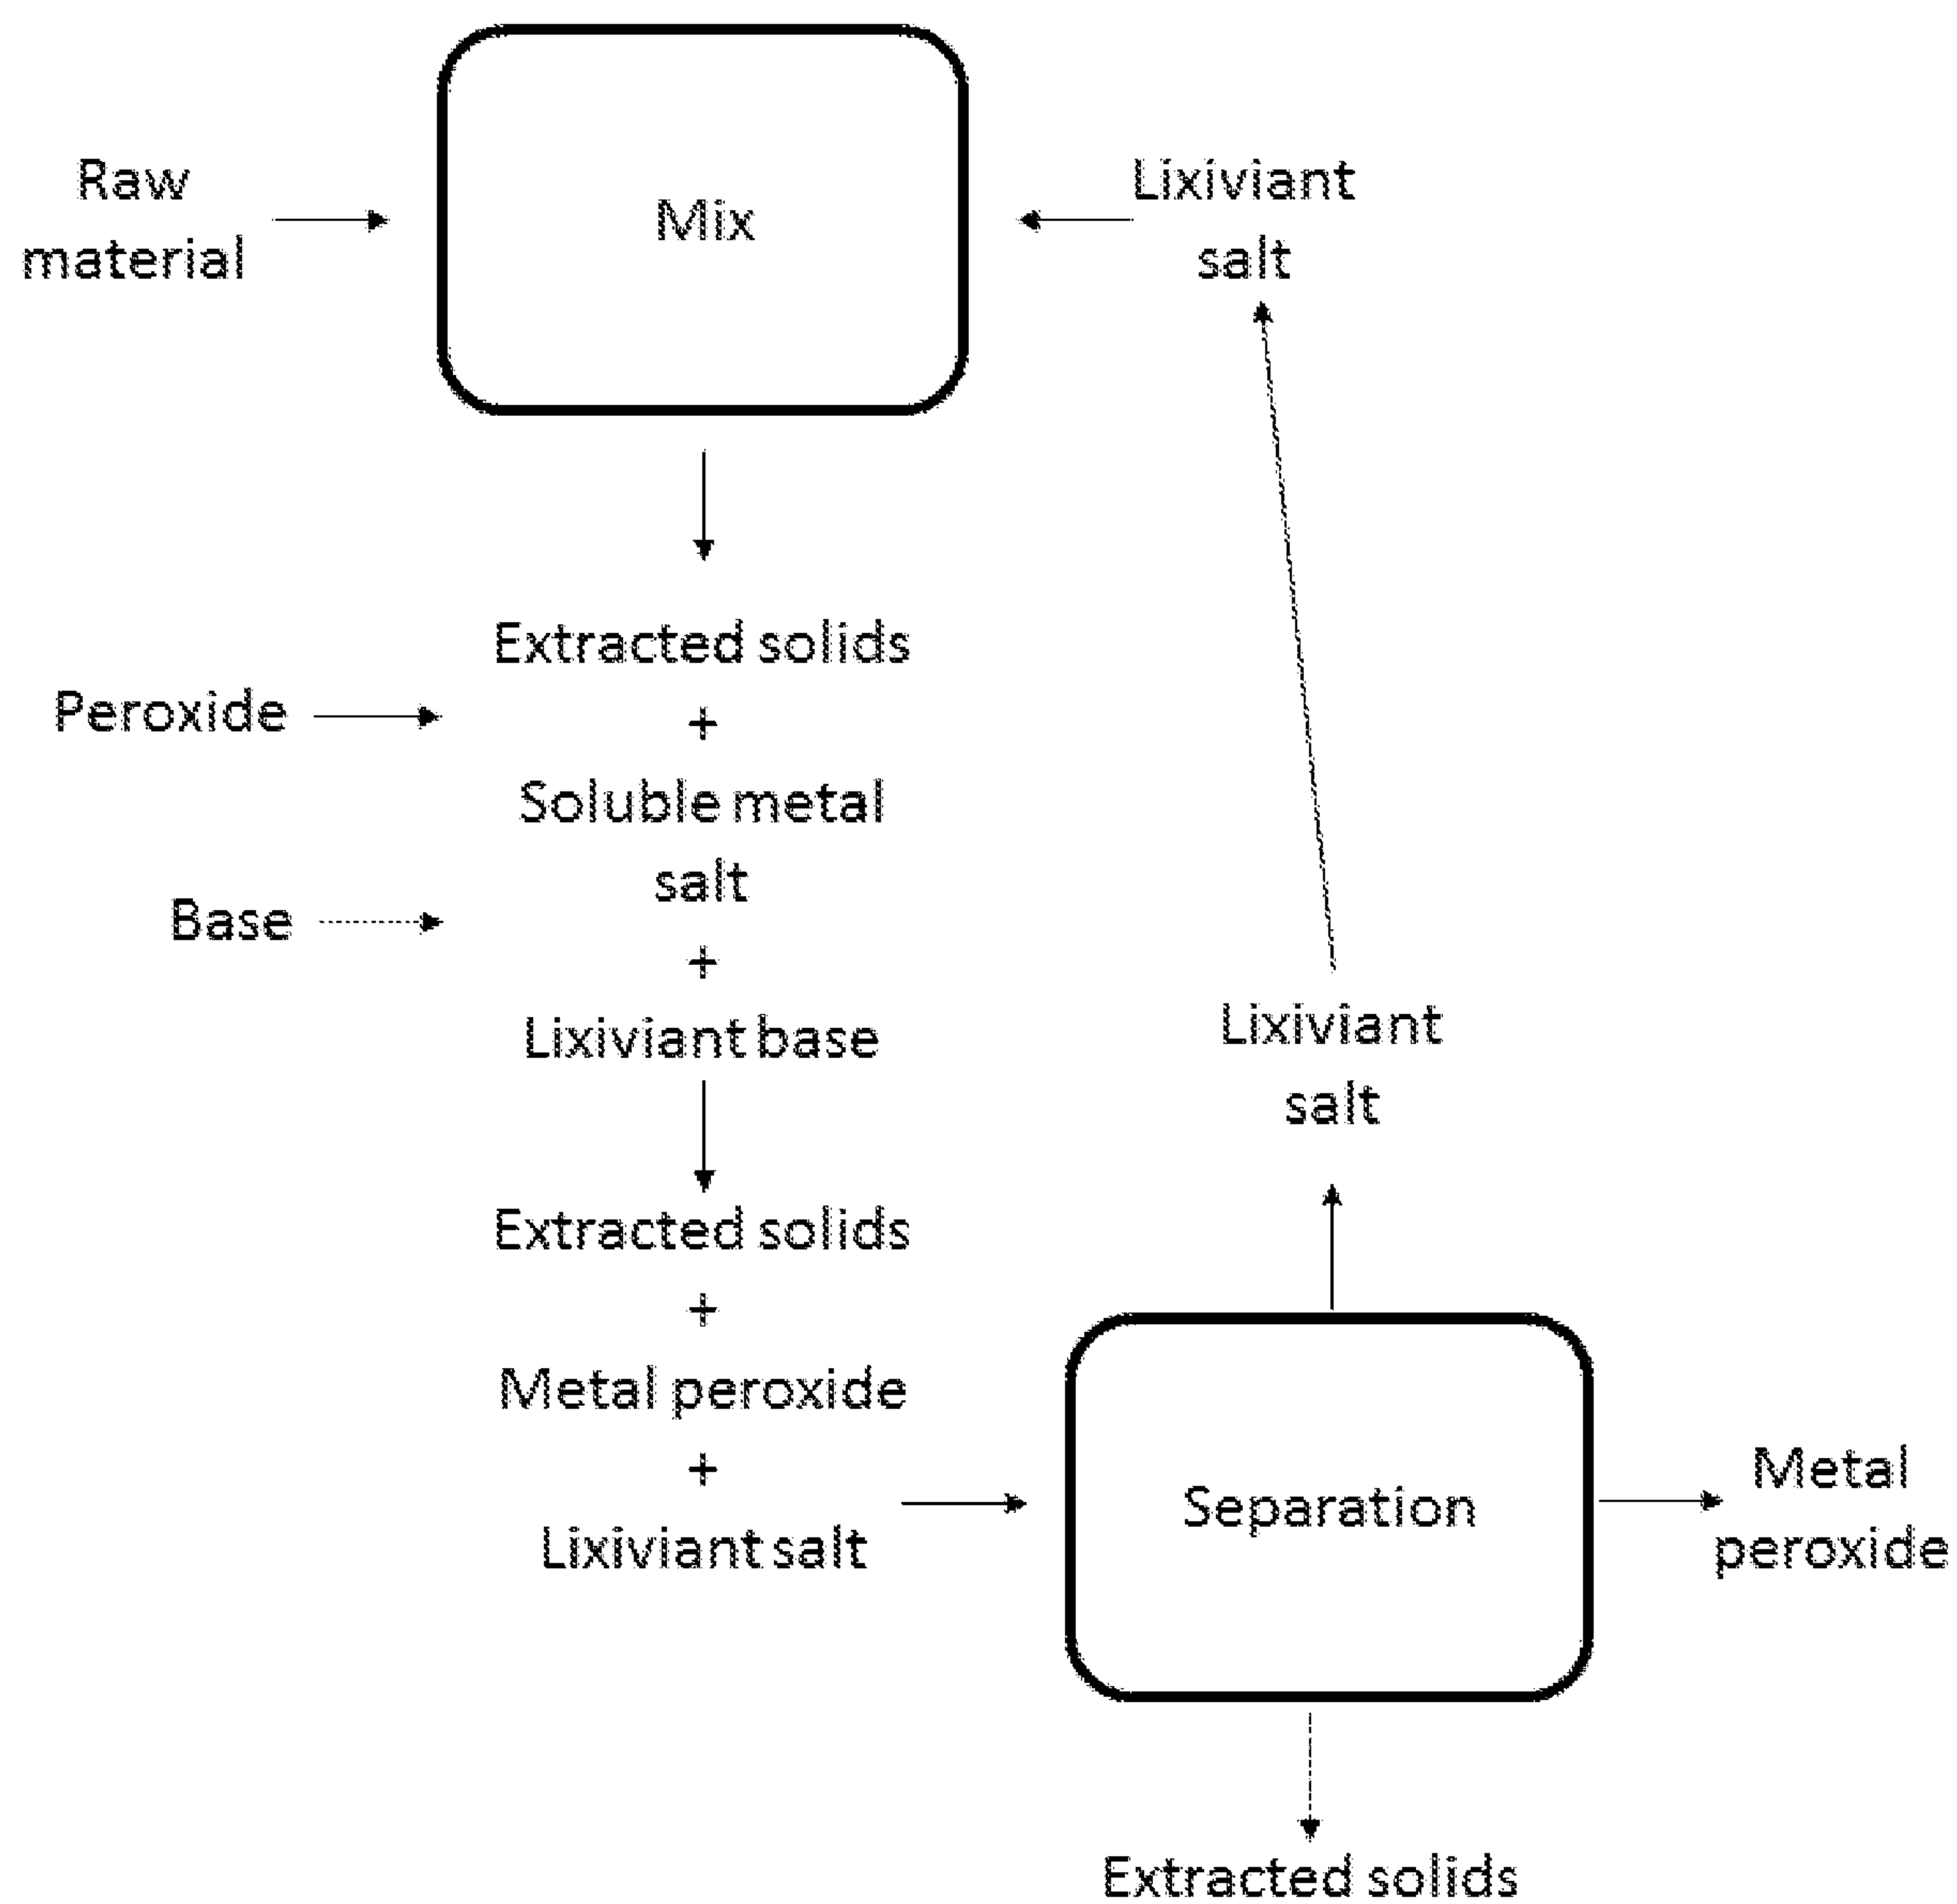 Raw
material
Mix
Lixiviant
salt
Extracted solids
Peroxide
+
Soluble metal
salt
Base
+
Lixiviant base
Lixiviant
salt
Extracted solids
+
Metal peroxide
+
Lixiviant salt
Separation
Metal
peroxide
Extracted solids